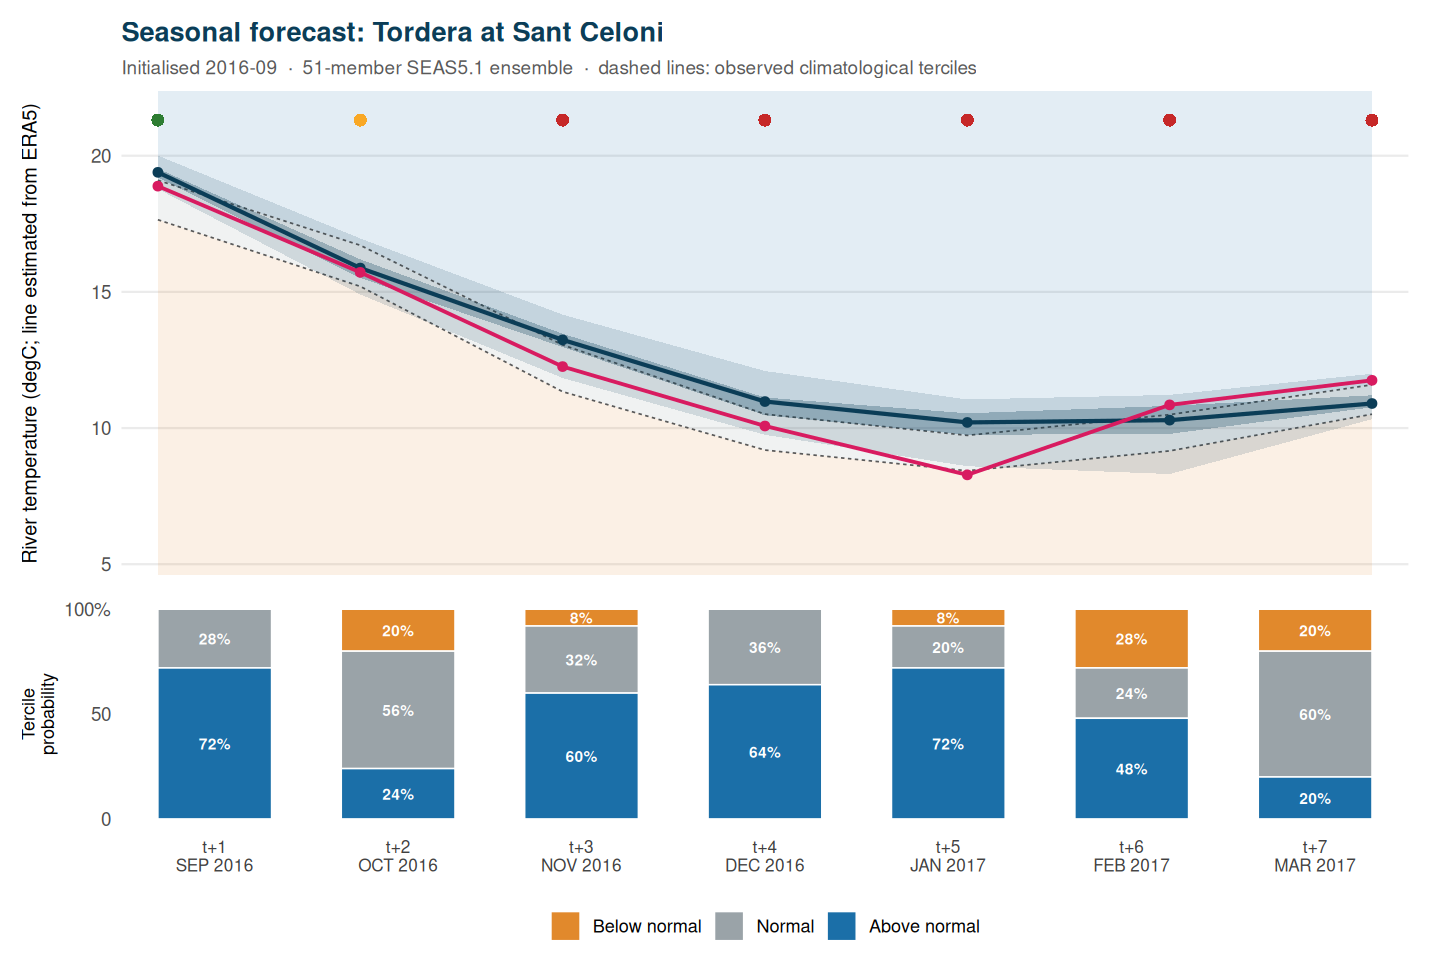 Seasonal forecast: Tordera at Sant Celoni
Initialised 2016-09 · 51-member SEAS5.1 ensemble · dashed lines: observed climatological terciles
River temperature (degC; line estimated from ERA5)
20
15
10
5
Tercile
probability
100%
50
0
28%
72%
20%
56%
24%
8%
32%
60%
36%
64%
8%
20%
72%
28%
24%
48%
20%
60%
20%
t+1
SEP 2016
t+2
OCT 2016
t+3
NOV 2016
t+4
DEC 2016
t+5
JAN 2017
t+6
FEB 2017
t+7
MAR 2017
Below normal
Normal
Above normal